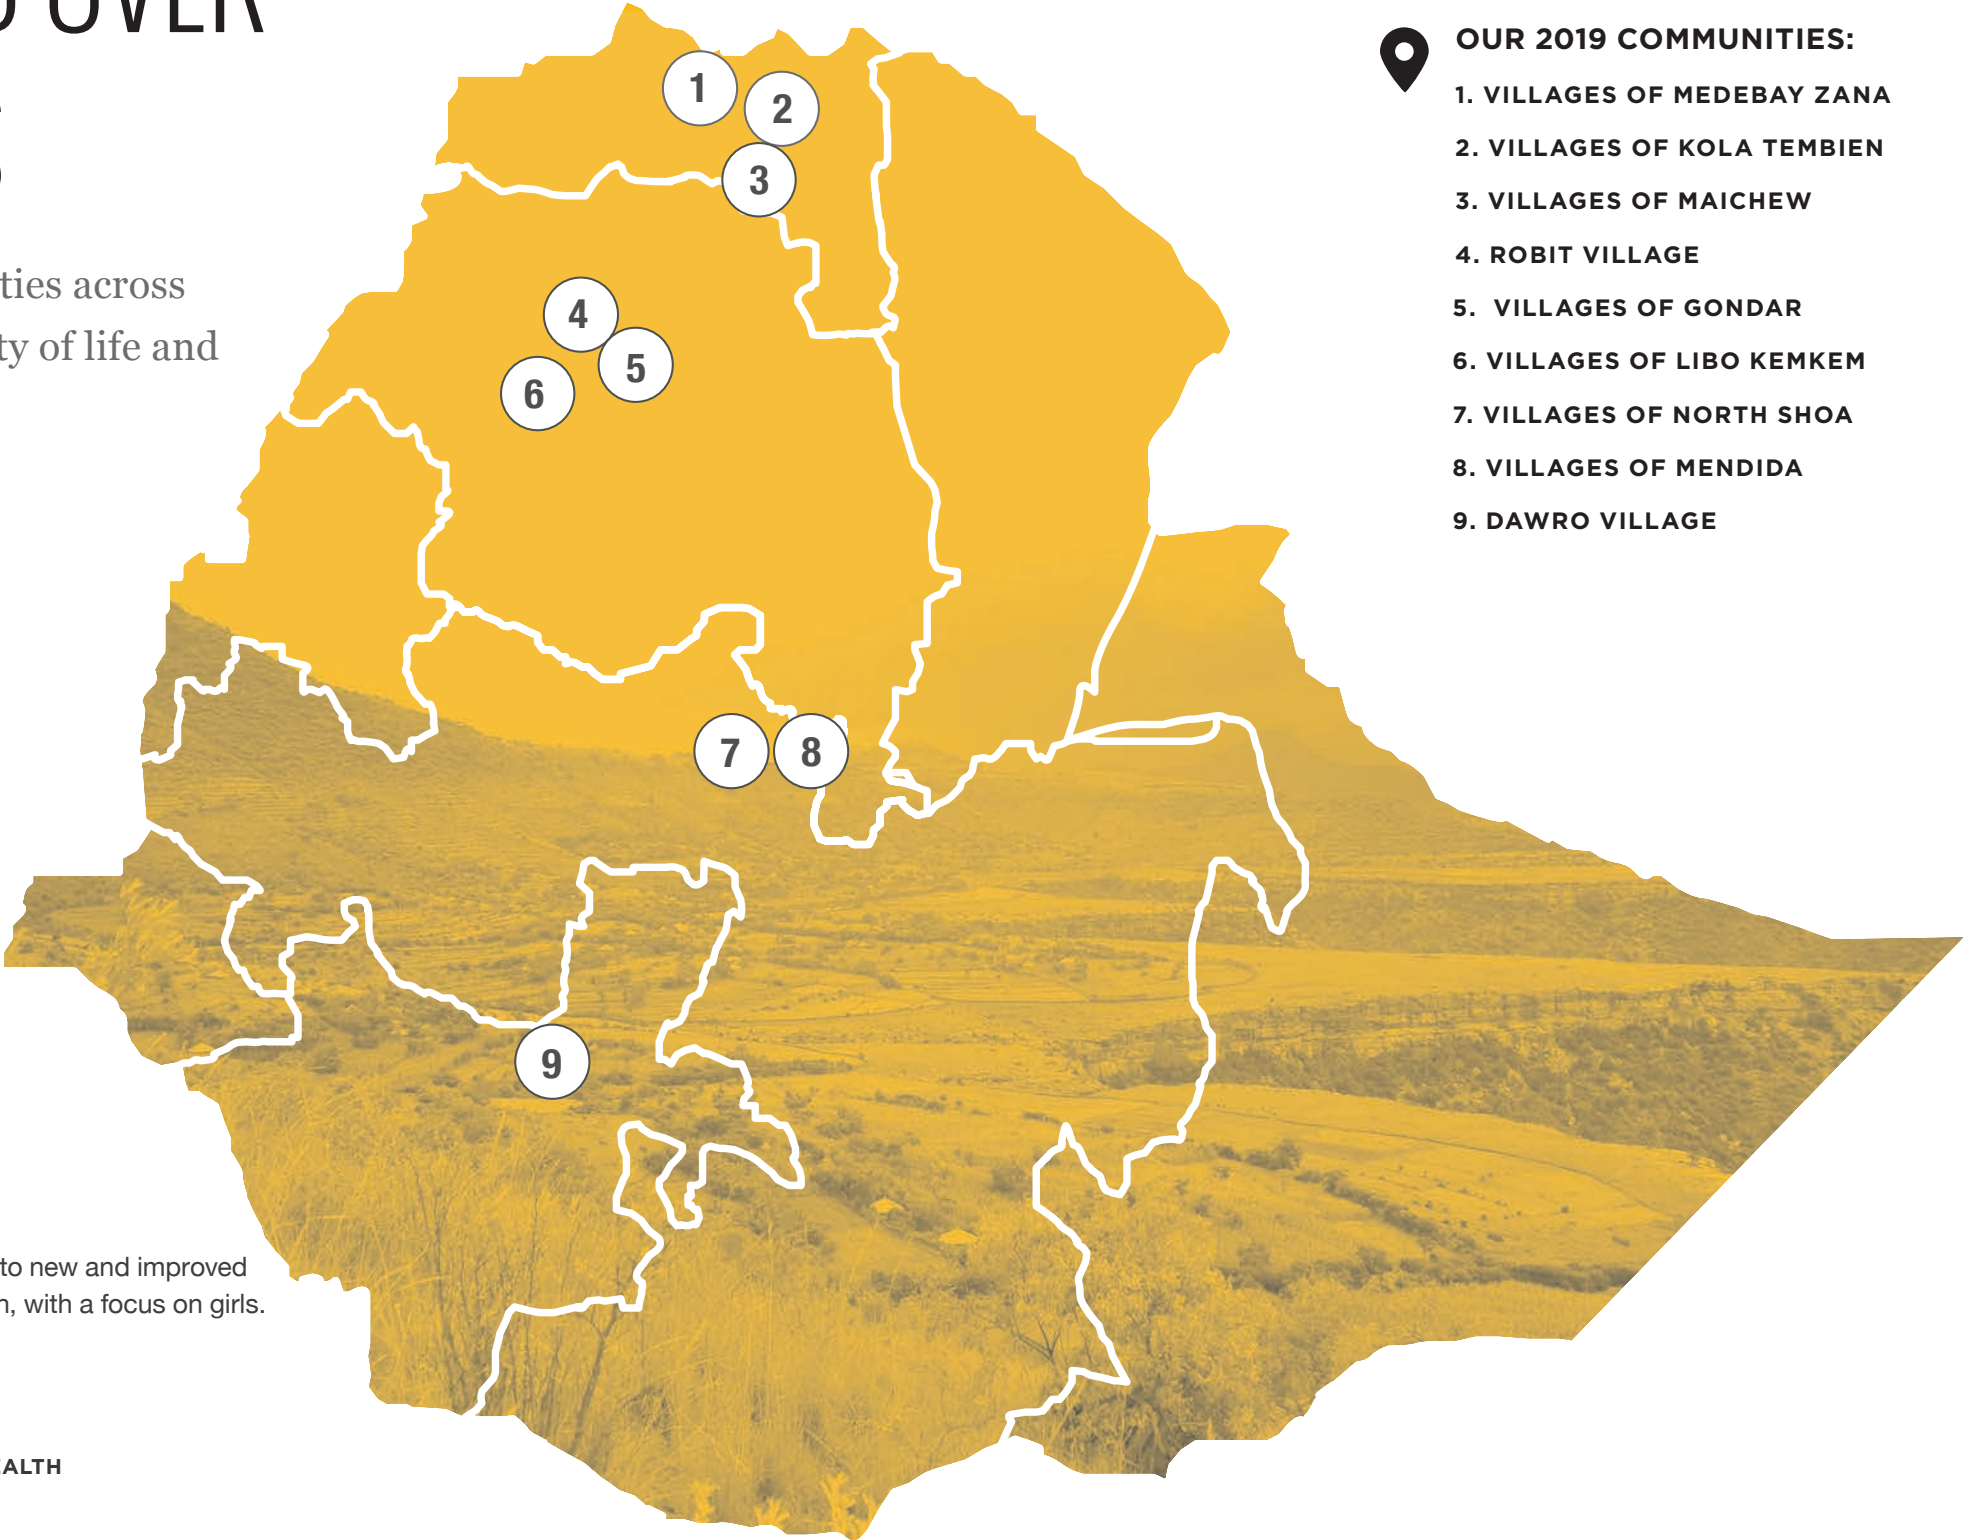 OVER
OUR 2019 COMMUNITIES:
1. VILLAGES OF MEDEBAY ZANA
2. VILLAGES OF KOLA TEMBIEN
3. VILLAGES OF MAICHEW
4. ROBIT VILLAGE
5. VILLAGES OF GONDAR
6. VILLAGES OF LIBO KEMKEM
7. VILLAGES OF NORTH SHOA
8. VILLAGES OF MENDIDA
9. DAWRO VILLAGE
1
2
3
ties across
ty of life and
4
5
6
7
8
9
to new and improved
n, with a focus on girls.
EALTH